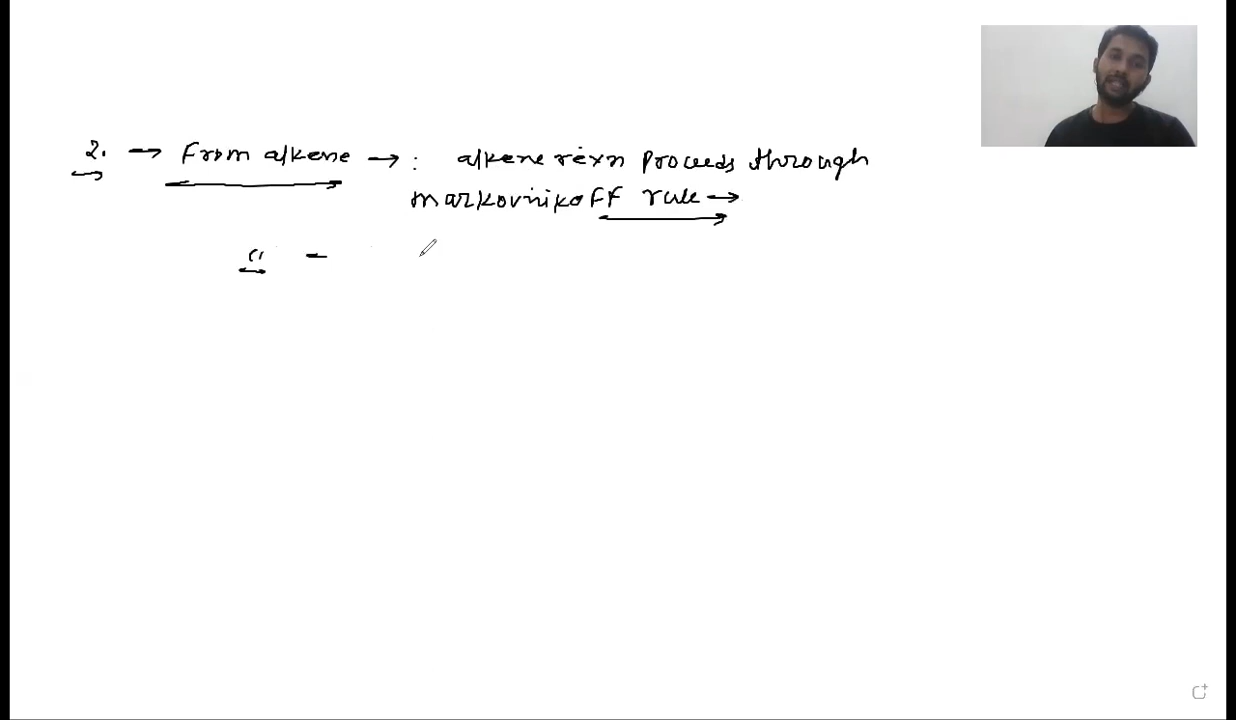 2. → From alkene → : alkene rexn proceeds through
markovnikoff rule →